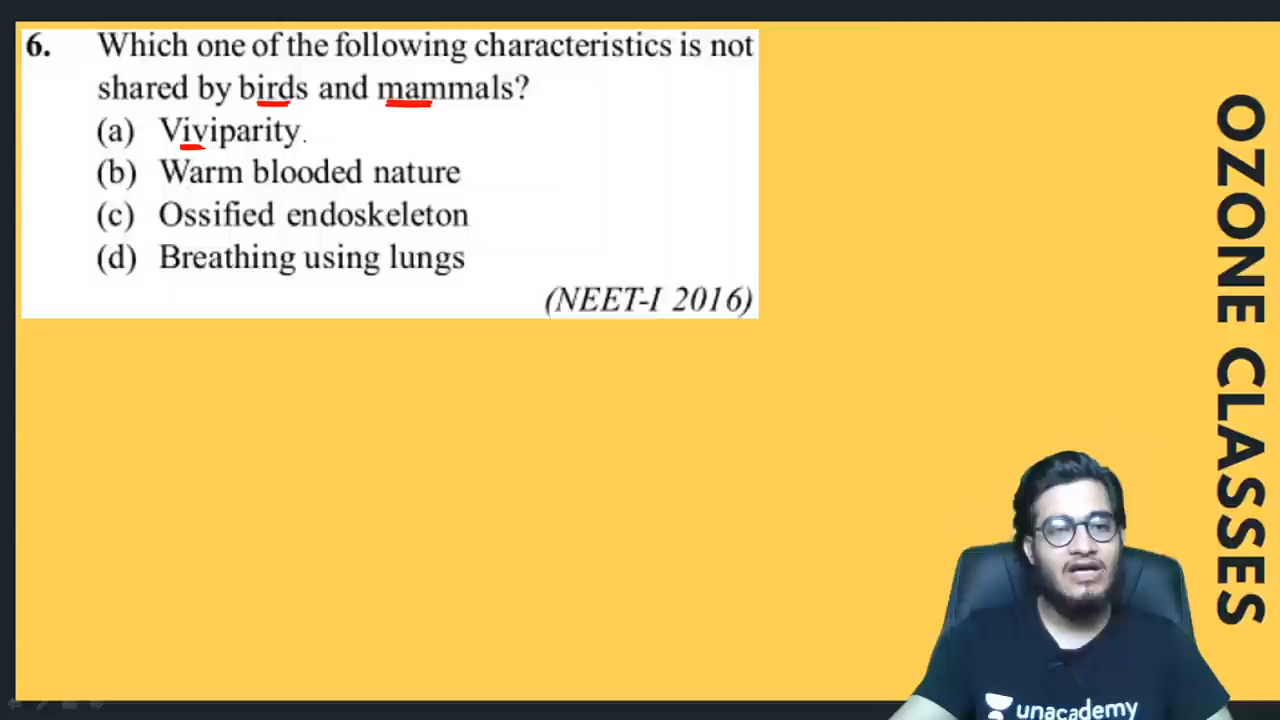 6. Which one of the following characteristics is not
shared by birds and mammals?
(a) Viviparity.
(b) Warm blooded nature
(c) Ossified endoskeleton
(d) Breathing using lungs
(NEET-I 2016)
OZONE CLASSES
unacademy